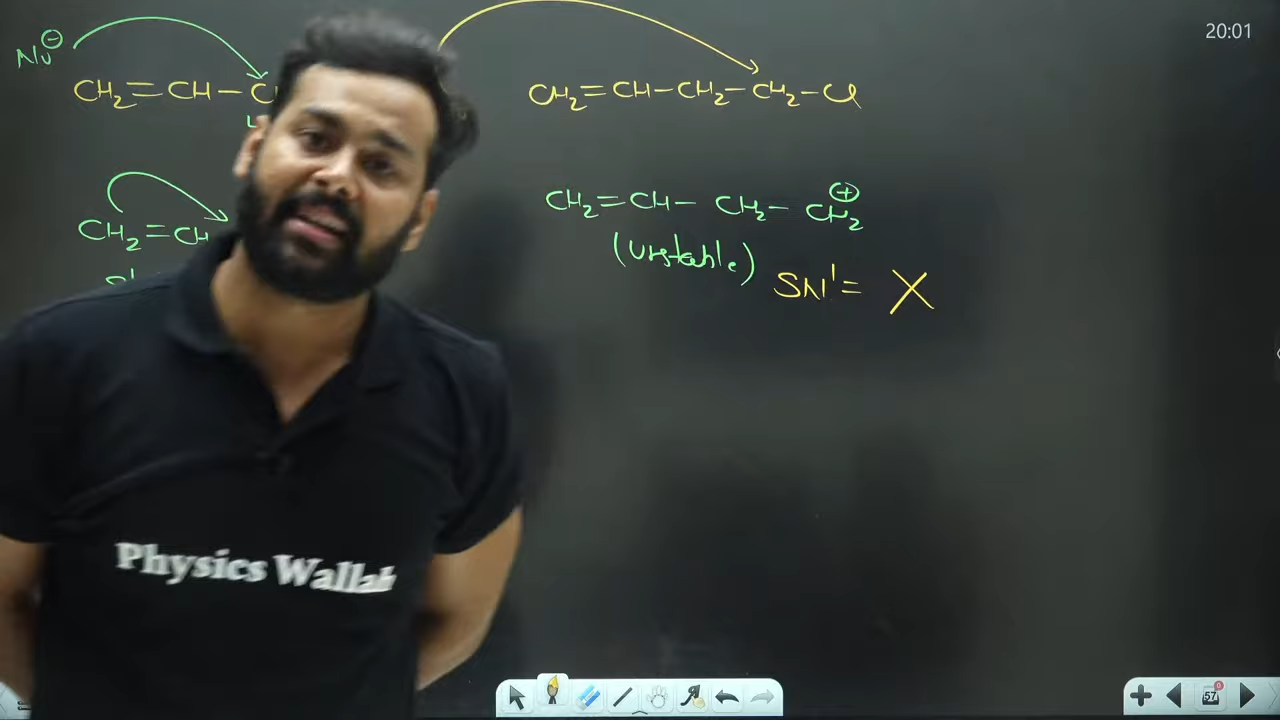 20:01
Nu⊖
CH₂=CH-C
CH₂=CH-CH₂-CH₂-Cl
CH₂=CH-CH₂-CH₂⊕
CH₂=CH
(Unstable)
SN'= X
Physics Wallah
57